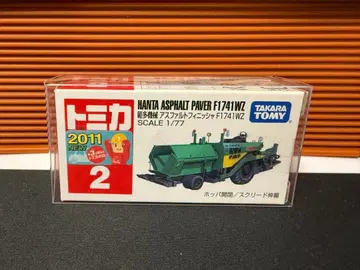 トミカ
2011
2
HANTA ASPHALT PAVER F1741WZ
範多機械 アスファルトフィニッシャ F1741WZ
SCALE 1/77
TAKARA
TOMY
ホッパ開閉/スクリード伸縮